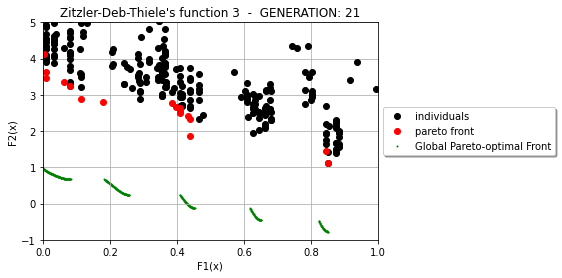 Zitzler-Deb-Thiele's function 3 - GENERATION: 21
5
4
3
2
1
0
−1
F2(x)
0.0 0.2 0.4 0.6 0.8 1.0
F1(x)
individuals
pareto front
Global Pareto-optimal Front